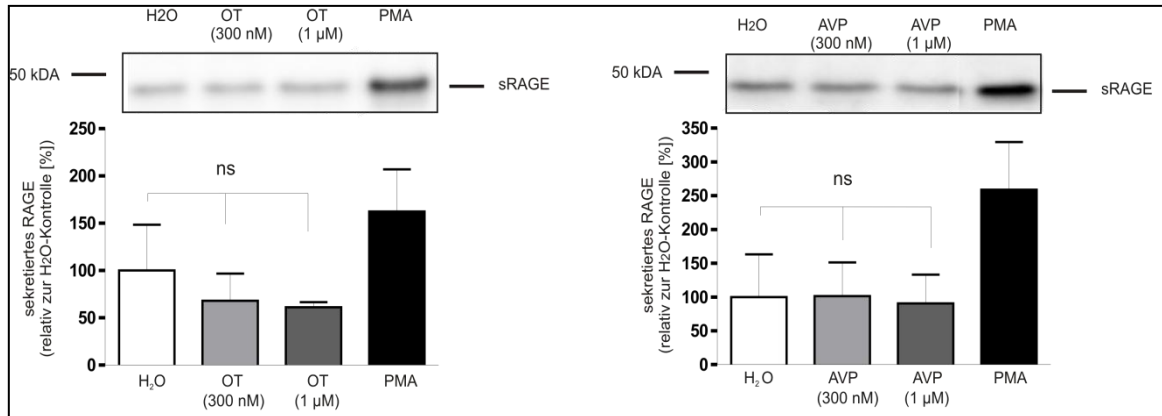 H2O OT OT PMA
(300 nM) (1 µM)
50 kDA
sRAGE
250
200
150
100
50
0
sekretiertes RAGE
(relativ zur H2O-Kontrolle [%])
ns
H₂O OT OT PMA
(300 nM) (1 µM)
H2O AVP AVP PMA
(300 nM) (1 µM)
50 kDA
sRAGE
350
300
250
200
150
100
50
0
sekretiertes RAGE
(relativ zur H2O-Kontrolle [%])
ns
H₂O AVP AVP PMA
(300 nM) (1 µM)